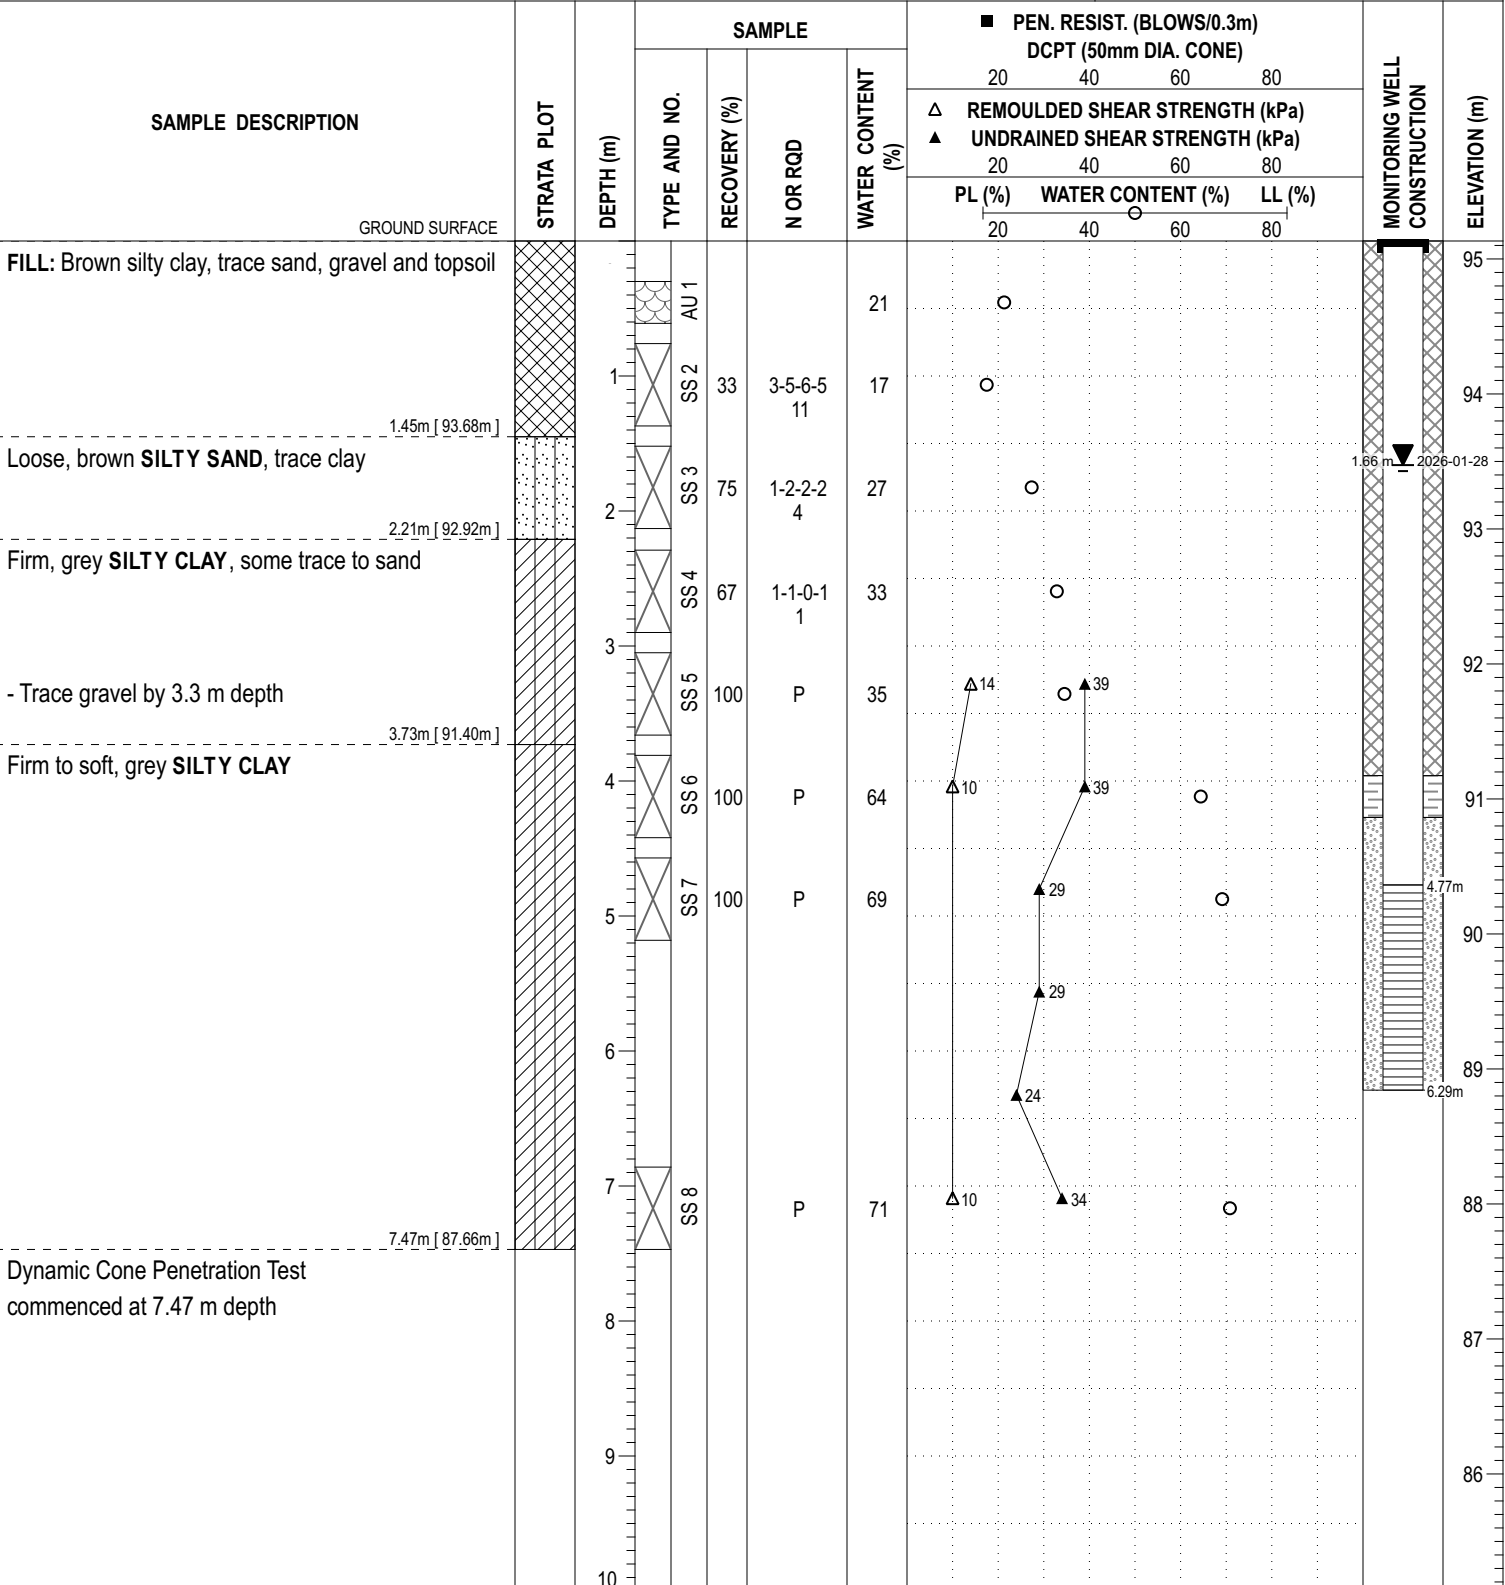 SAMPLE DESCRIPTION
GROUND SURFACE
STRATA PLOT
DEPTH (m)
SAMPLE
TYPE AND NO.
RECOVERY (%)
N OR RQD
WATER CONTENT
(%)
■ PEN. RESIST. (BLOWS/0.3m)
DCPT (50mm DIA. CONE)
20 40 60 80
△ REMOULDED SHEAR STRENGTH (kPa)
▲ UNDRAINED SHEAR STRENGTH (kPa)
20 40 60 80
PL (%) WATER CONTENT (%) LL (%)
20 40 60 80
MONITORING WELL
CONSTRUCTION
ELEVATION (m)
FILL: Brown silty clay, trace sand, gravel and topsoil
95
AU 1 21
1
SS 2 33 3-5-6-5 17
11
94
1.45m [ 93.68m ]
Loose, brown SILTY SAND, trace clay
1.66 m 2026-01-28
SS 3 75 1-2-2-2 27
4
2
93
2.21m [ 92.92m ]
Firm, grey SILTY CLAY, some trace to sand
SS 4 67 1-1-0-1 33
1
3
92
- Trace gravel by 3.3 m depth
SS 5 100 P 35
14 39
3.73m [ 91.40m ]
Firm to soft, grey SILTY CLAY
4
SS 6 100 P 64
10 39
91
SS 7 100 P 69
29
4.77m
5
90
29
6
89
24
6.29m
7
SS 8 P 71
10 34
88
7.47m [ 87.66m ]
Dynamic Cone Penetration Test
commenced at 7.47 m depth
8
87
9
86
10